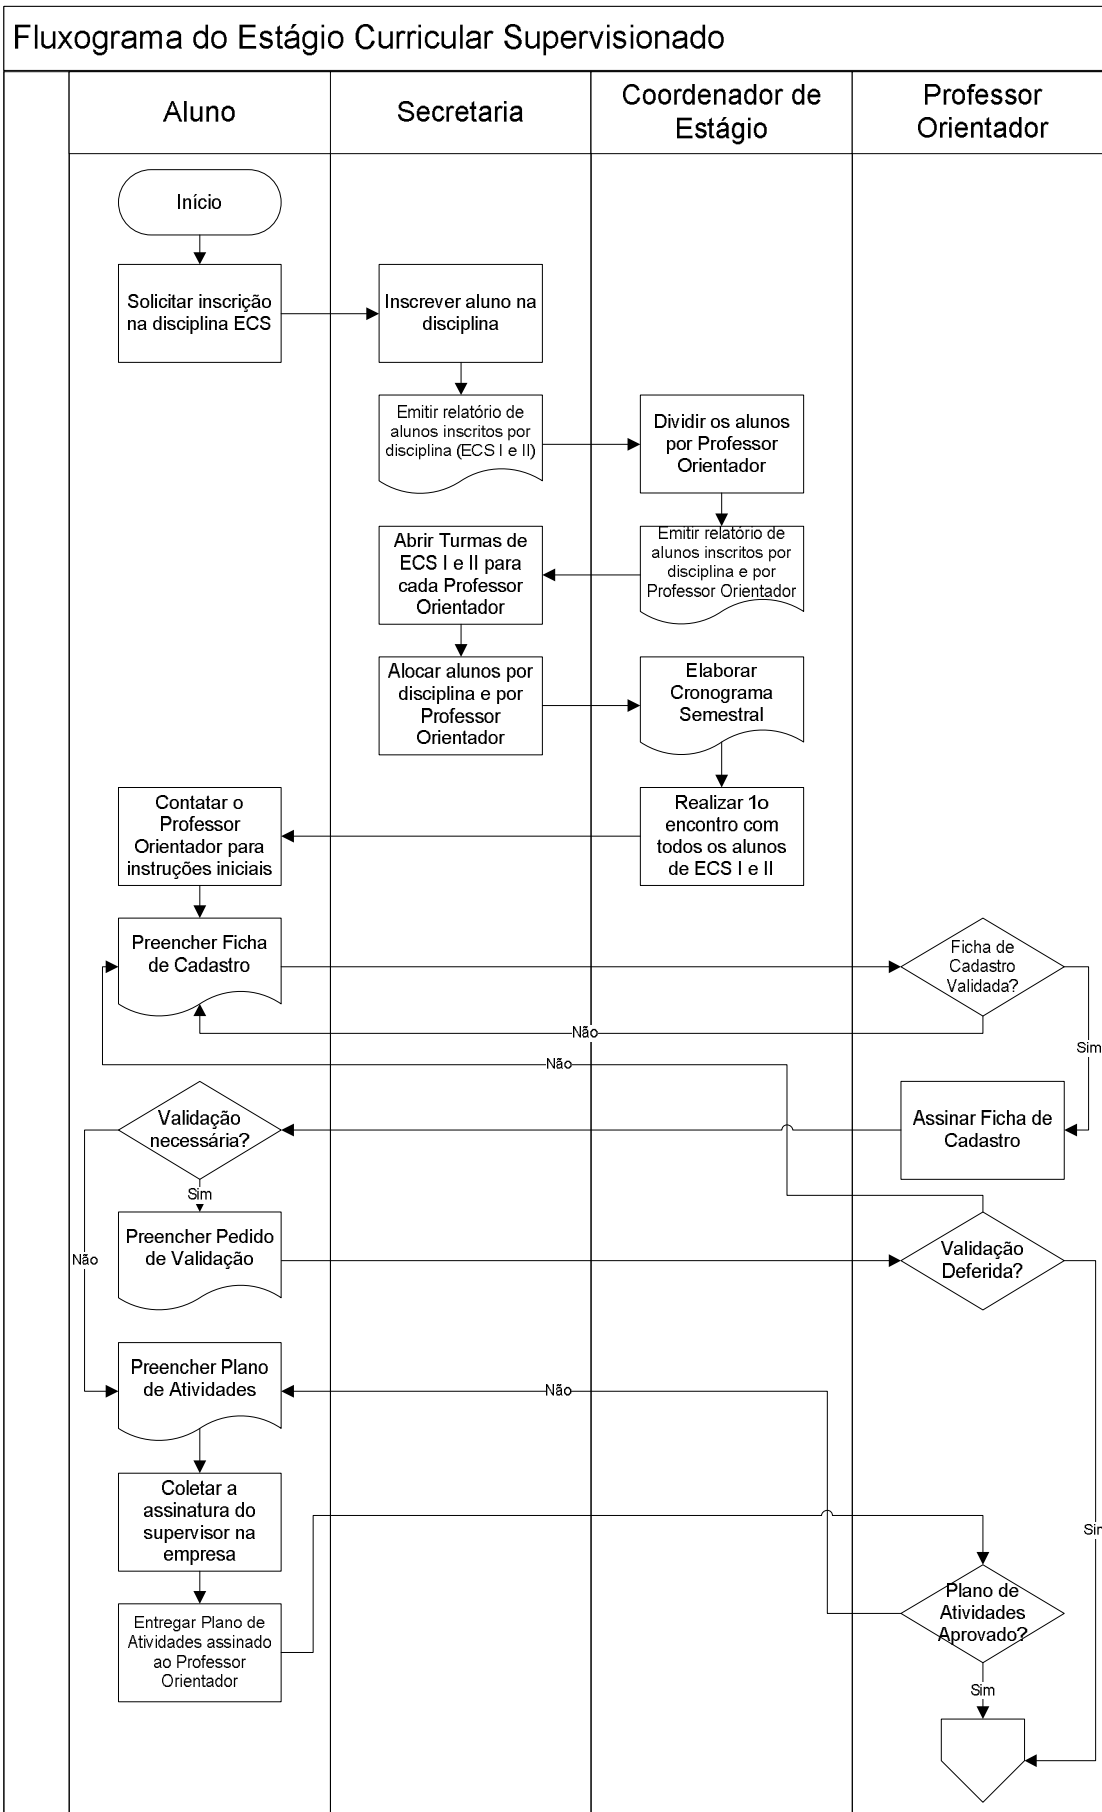 Fluxograma do Estágio Curricular Supervisionado
Aluno
Secretaria
Coordenador de
Estágio
Professor
Orientador
Início
Solicitar inscrição
na disciplina ECS
Inscrever aluno na
disciplina
Emitir relatório de
alunos inscritos por
disciplina (ECS I e II)
Dividir os alunos
por Professor
Orientador
Abrir Turmas de
ECS I e II para
cada Professor
Orientador
Emitir relatório de
alunos inscritos por
disciplina e por
Professor Orientador
Alocar alunos por
disciplina e por
Professor
Orientador
Elaborar
Cronograma
Semestral
Contatar o
Professor
Orientador para
instruções iniciais
Realizar 1o
encontro com
todos os alunos
de ECS I e II
Preencher Ficha
de Cadastro
Ficha de
Cadastro
Validada?
Não
Sim
Não
Validação
necessária?
Assinar Ficha de
Cadastro
Sim
Preencher Pedido
de Validação
Validação
Deferida?
Não
Preencher Plano
de Atividades
Não
Coletar a
assinatura do
supervisor na
empresa
Sim
Plano de
Atividades
Aprovado?
Entregar Plano de
Atividades assinado
ao Professor
Orientador
Sim